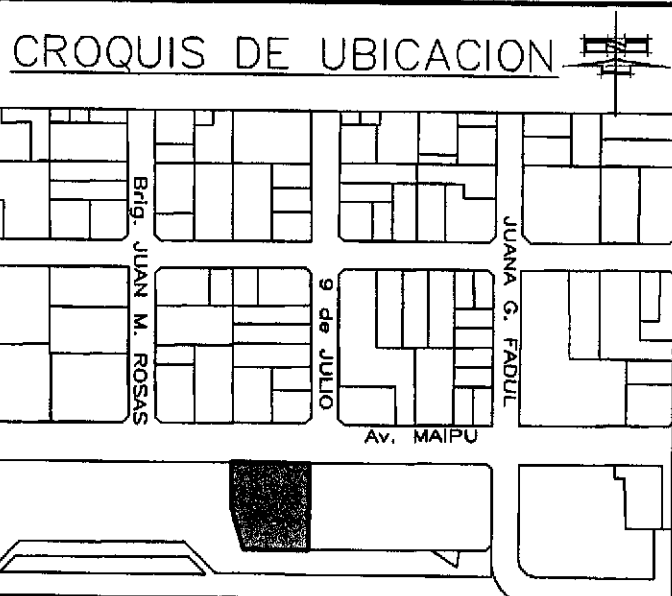 CROQUIS DE UBICACION
Brig. JUAN M. ROSAS
9 de JULIO
JUANA G. FADUL
Av. MAIPU